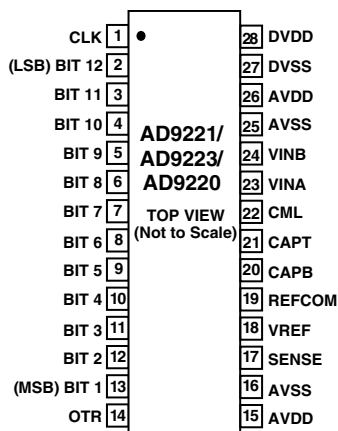 CLK 1 28 DVDD
(LSB) BIT 12 2 27 DVSS
BIT 11 3 26 AVDD
BIT 10 4 25 AVSS
AD9221/
BIT 9 5 24 VINB
AD9223/
BIT 8 6 23 VINA
AD9220
BIT 7 7 TOP VIEW 22 CML
BIT 6 8 (Not to Scale) 21 CAPT
BIT 5 9 20 CAPB
BIT 4 10 19 REFCOM
BIT 3 11 18 VREF
BIT 2 12 17 SENSE
(MSB) BIT 1 13 16 AVSS
OTR 14 15 AVDD